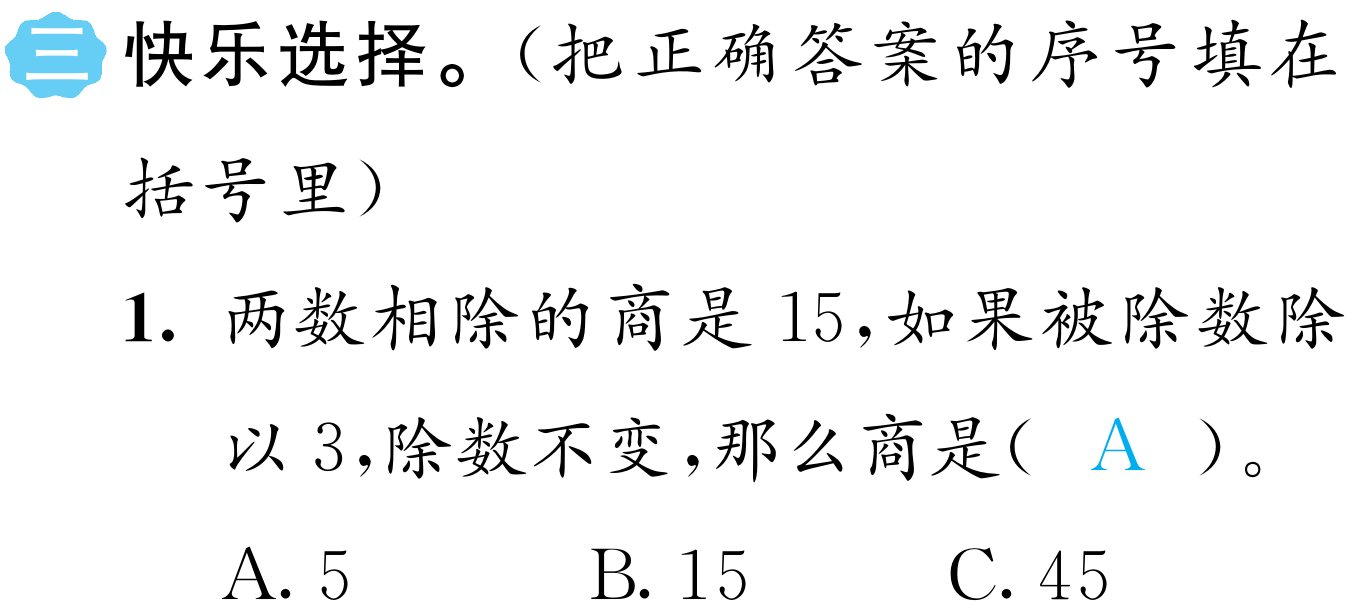 三 快乐选择。(把正确答案的序号填在
括号里)
1. 两数相除的商是 15,如果被除数除
以 3,除数不变,那么商是( A )。
A. 5 B. 15 C. 45